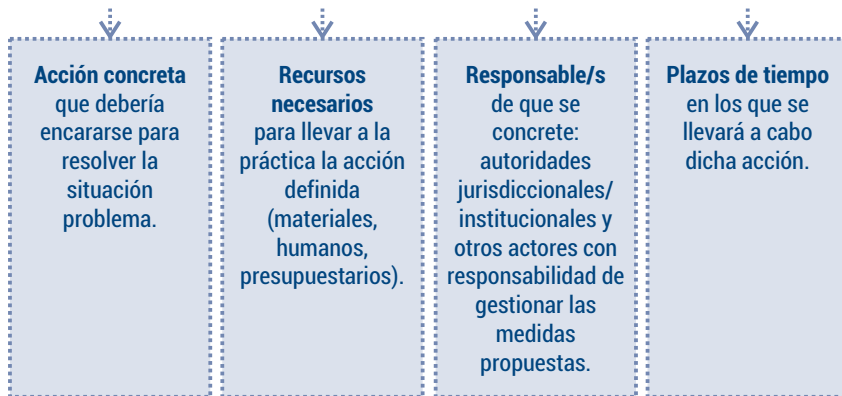 Acción concreta
que debería
encararse para
resolver la
situación
problema.
Recursos
necesarios
para llevar a la
práctica la acción
definida
(materiales,
humanos,
presupuestarios).
Responsable/s
de que se
concrete:
autoridades
jurisdiccionales/
institucionales y
otros actores con
responsabilidad de
gestionar las
medidas
propuestas.
Plazos de tiempo
en los que se
llevará a cabo
dicha acción.